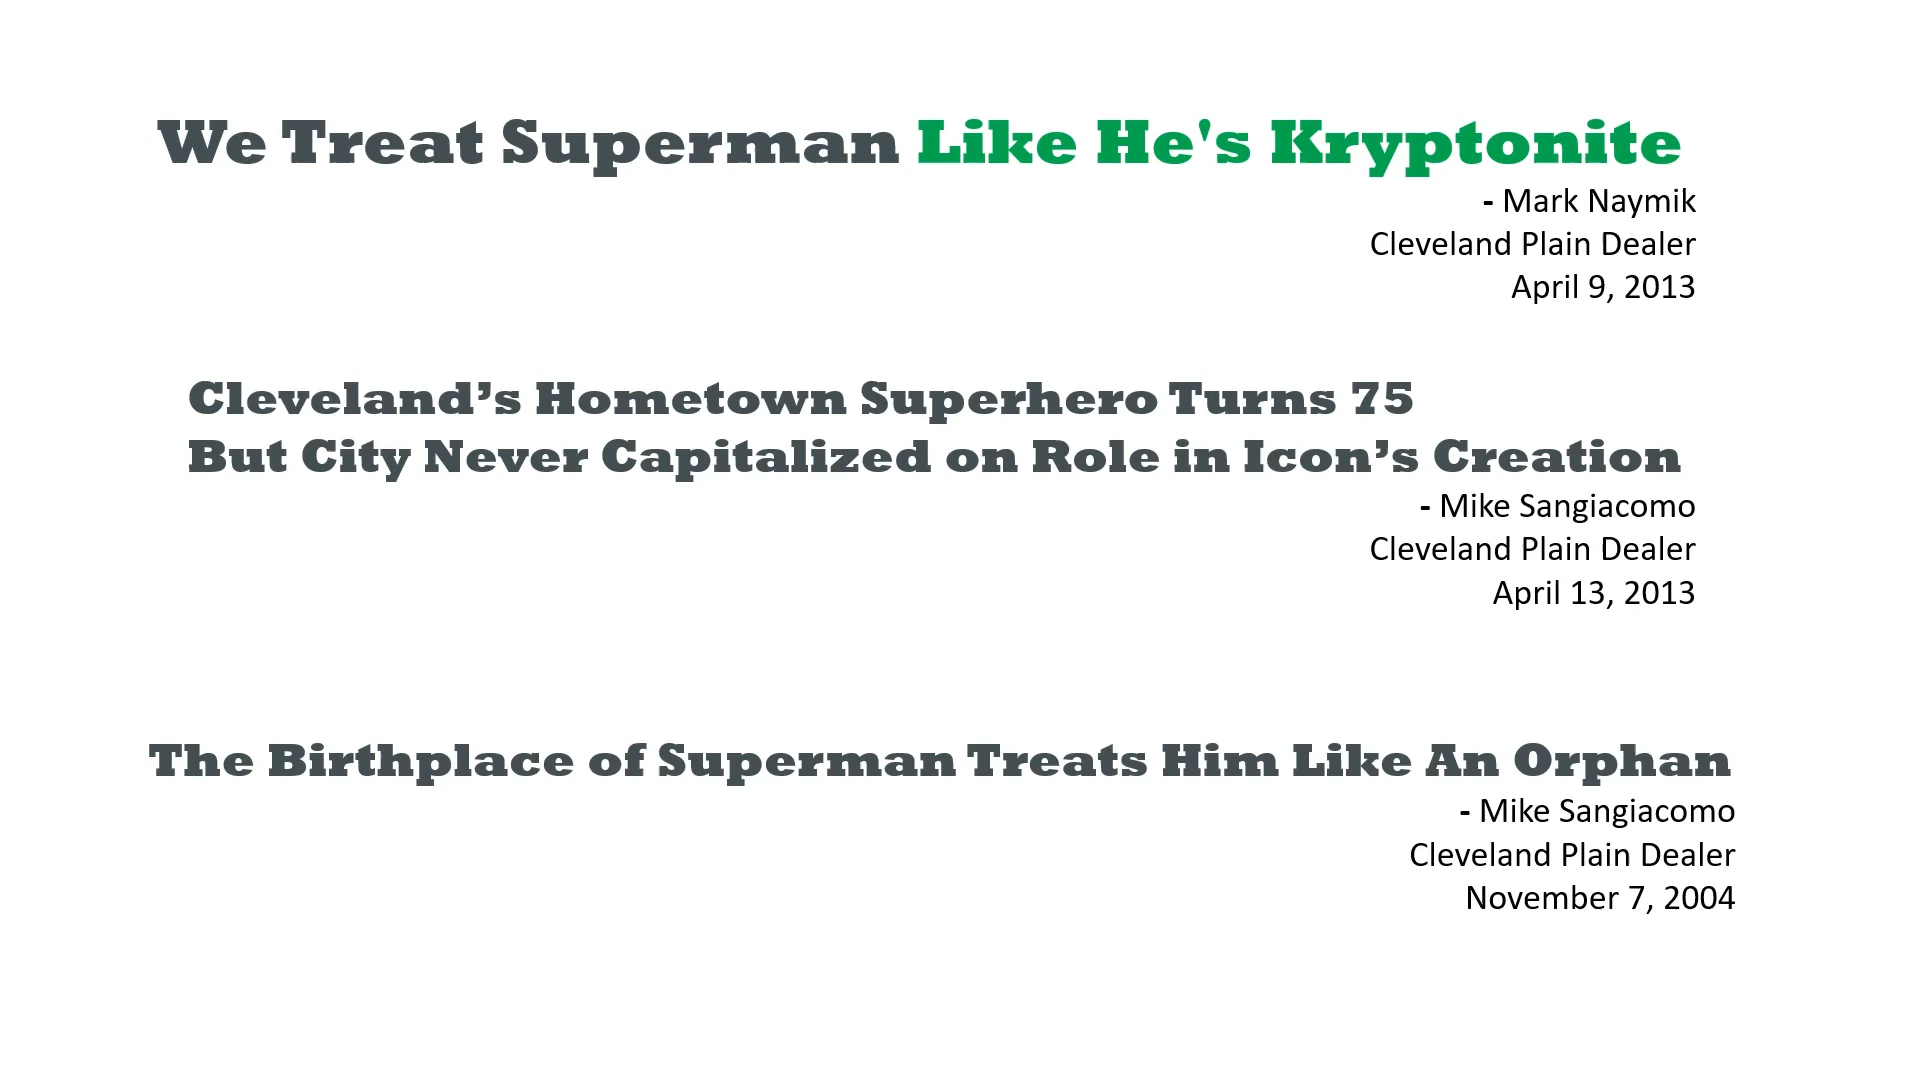 We Treat Superman Like He's Kryptonite
- Mark Naymik
Cleveland Plain Dealer
April 9, 2013
Cleveland’s Hometown Superhero Turns 75
But City Never Capitalized on Role in Icon’s Creation
- Mike Sangiacomo
Cleveland Plain Dealer
April 13, 2013
The Birthplace of Superman Treats Him Like An Orphan
- Mike Sangiacomo
Cleveland Plain Dealer
November 7, 2004